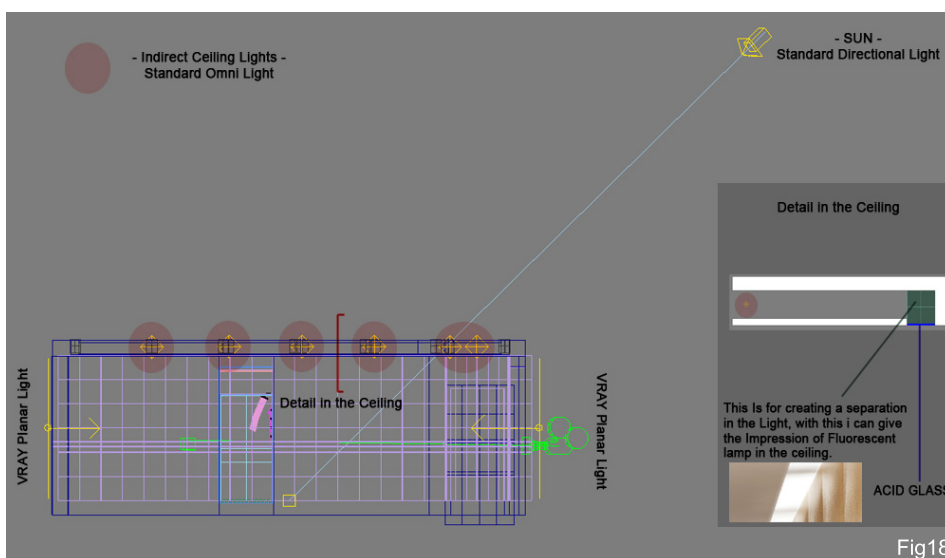 - Indirect Ceiling Lights -
Standard Omni Light
- SUN -
Standard Directional Light
Detail in the Ceiling
VRAY Planar Light
Detail in the Ceiling
VRAY Planar Light
This Is for creating a separation
in the Light, with this i can give
the Impression of Fluorescent
lamp in the ceiling.
ACID GLASS
Fig18